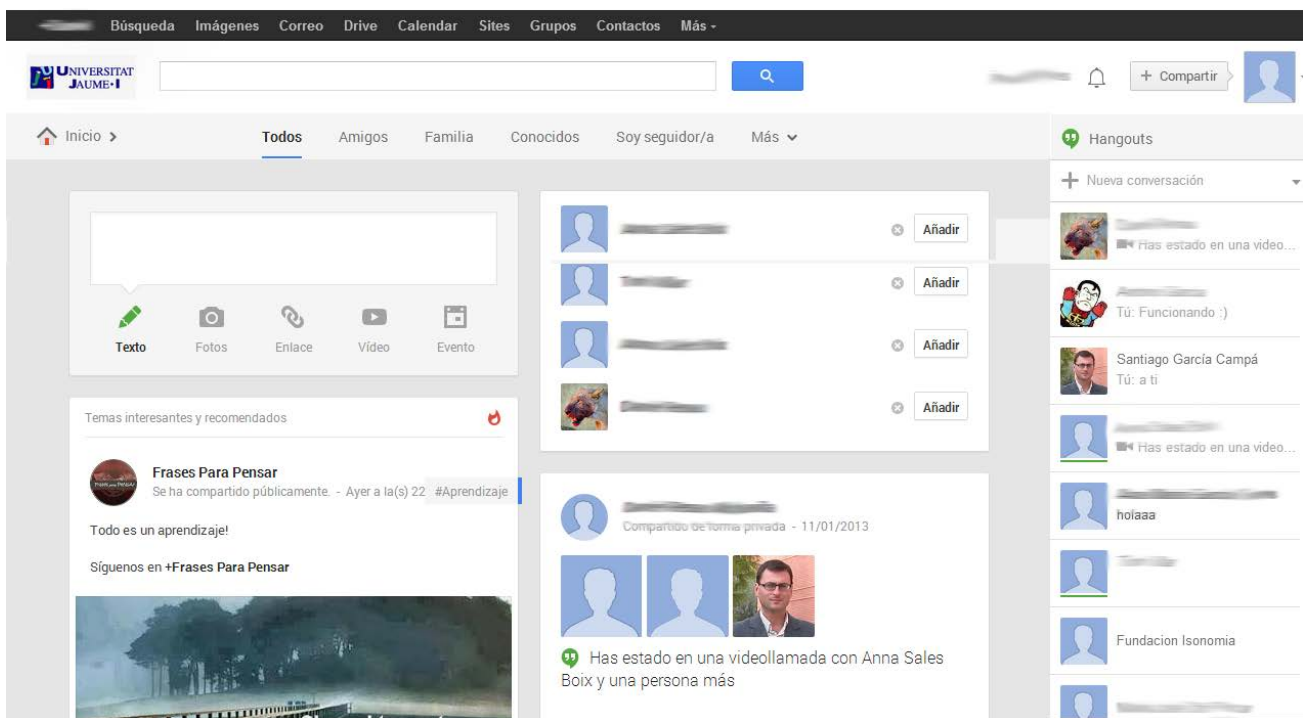 Búsqueda Imágenes Correo Drive Calendar Sites Grupos Contactos Más
UNIVERSITAT
JAUME·I
+ Compartir
Inicio > Todos Amigos Familia Conocidos Soy seguidor/a Más
Hangouts
Nueva conversación
Texto Fotos Enlace Vídeo Evento
Temas interesantes y recomendados
Frases Para Pensar
Se ha compartido públicamente. - Ayer a la(s) 22 #Aprendizaje
Todo es un aprendizaje!
Síguenos en +Frases Para Pensar
Añadir
Añadir
Añadir
Añadir
Compartido de forma privada - 11/01/2013
Has estado en una videollamada con Anna Sales
Boix y una persona más
Has estado en una video...
Tú: Funcionando :)
Santiago García Campá
Tú: a ti
Has estado en una video...
holaaa
Fundacion Isonomia